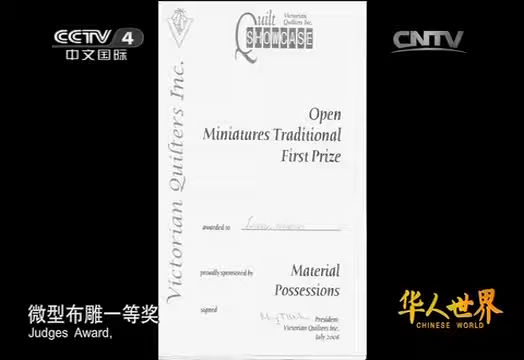 CCTV 4
中文国际
CNTV
Victorian Quilters Inc.
Quilt
SHOWCASE
Victorian
Quilters Inc.
Open
Miniatures Traditional
First Prize
awarded to
proudly sponsored by
Material
Possessions
signed
President
Victorian Quilters Inc.
July 2006
微型布雕一等奖
Judges Award,
华人世界
CHINESE WORLD